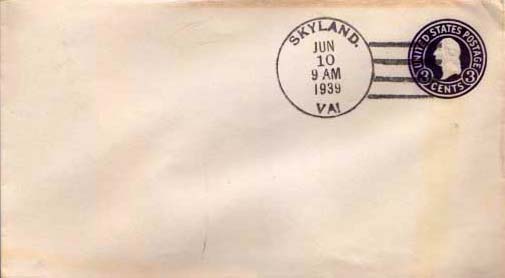 SKYLAND.
JUN
10
9 AM
1939
VA!
UNITED STATES POSTAGE
3 CENTS 3